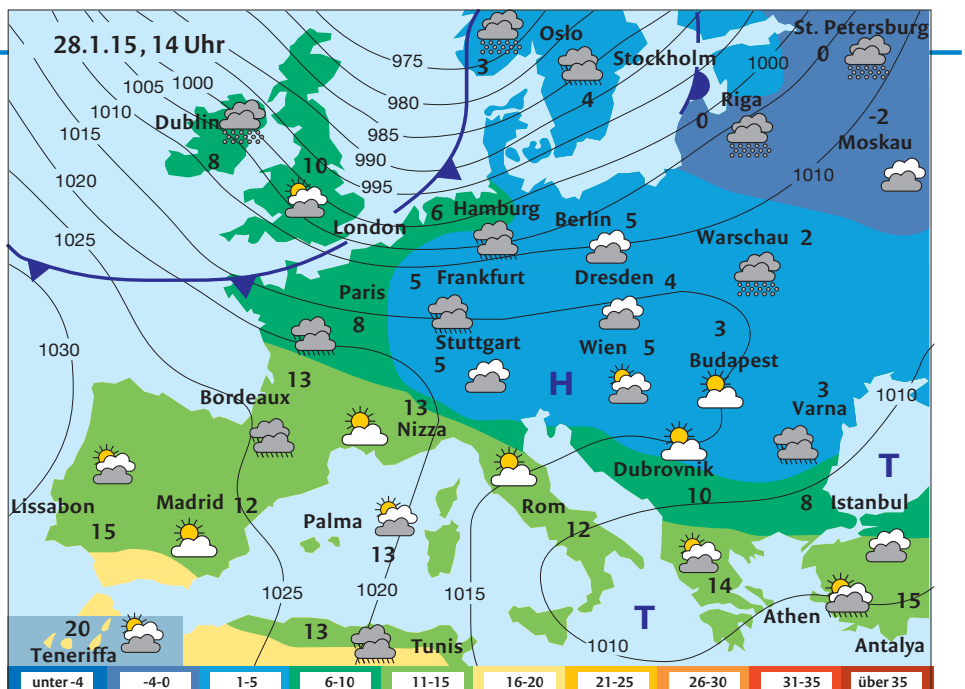 28.1.15, 14 Uhr
975
980
985
990
995
1000
1005
1010
1015
1020
1025
1030
Oslo
3
Stockholm
4
St. Petersburg
0
1000
Riga
0
-2
Moskau
1010
Dublin
8
10
London
6 Hamburg
Berlin 5
Warschau 2
5 Frankfurt
Dresden 4
Paris
8
Stuttgart
5
Wien 5
3
Budapest
H
13
Bordeaux
13
Nizza
3
Varna
1010
T
Dubrovnik
10
8
Istanbul
Lissabon
15
Madrid 12
Palma
13
Rom
12
14
Athen
15
Antalya
1025
1020
1015
1010
T
20
Teneriffa
13
Tunis
unter -4 -4-0 1-5 6-10 11-15 16-20 21-25 26-30 31-35 über 35